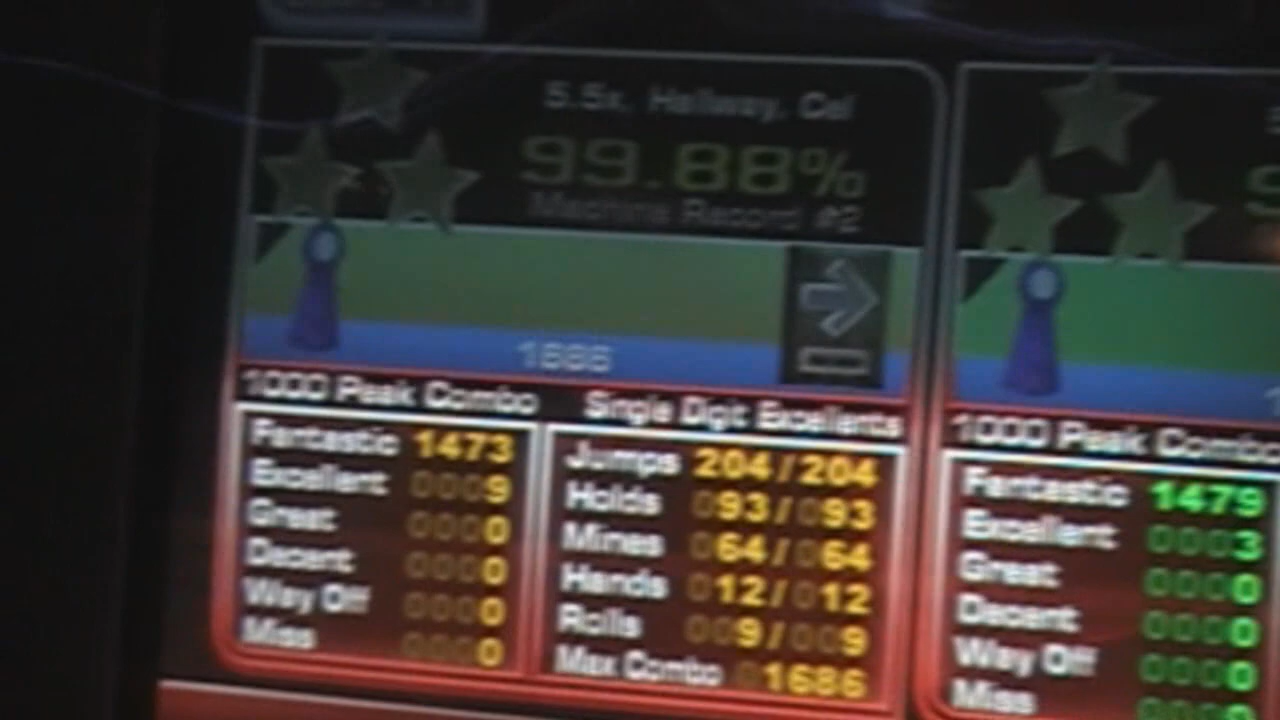 99.88%
Machine Record #2
1686
1000 Peak Combo
Single Digit Excellents
Fantastic 1473
Excellent 0009
Great 0000
Decent 0000
Way Off 0000
Miss 0000
Jumps 204/204
Holds 093/093
Mines 064/064
Hands 012/012
Rolls 009/009
Max Combo 01686
1000 Peak Combo
Fantastic 1479
Excellent 0003
Great 0000
Decent 0000
Way Off 0000
Miss